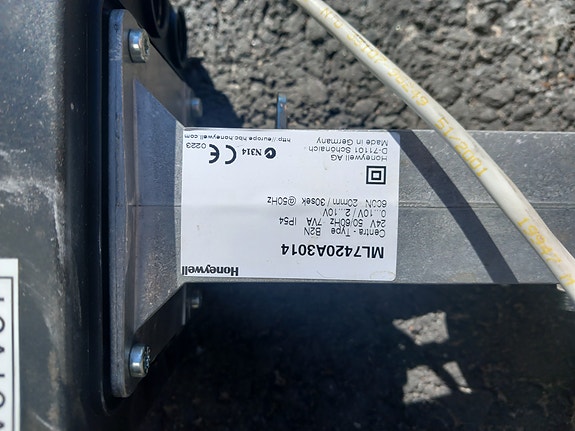 Honeywell
ML7420A3014
Centra - Type B2N
24V 50/60Hz 7VA IP54
0...10V / 2...10V
600N 20mm / 30sek @50Hz
Honeywell AG
D-71101 Schönaich
Made in Germany
N314 CE 0223
http://europe.hbc.honeywell.com